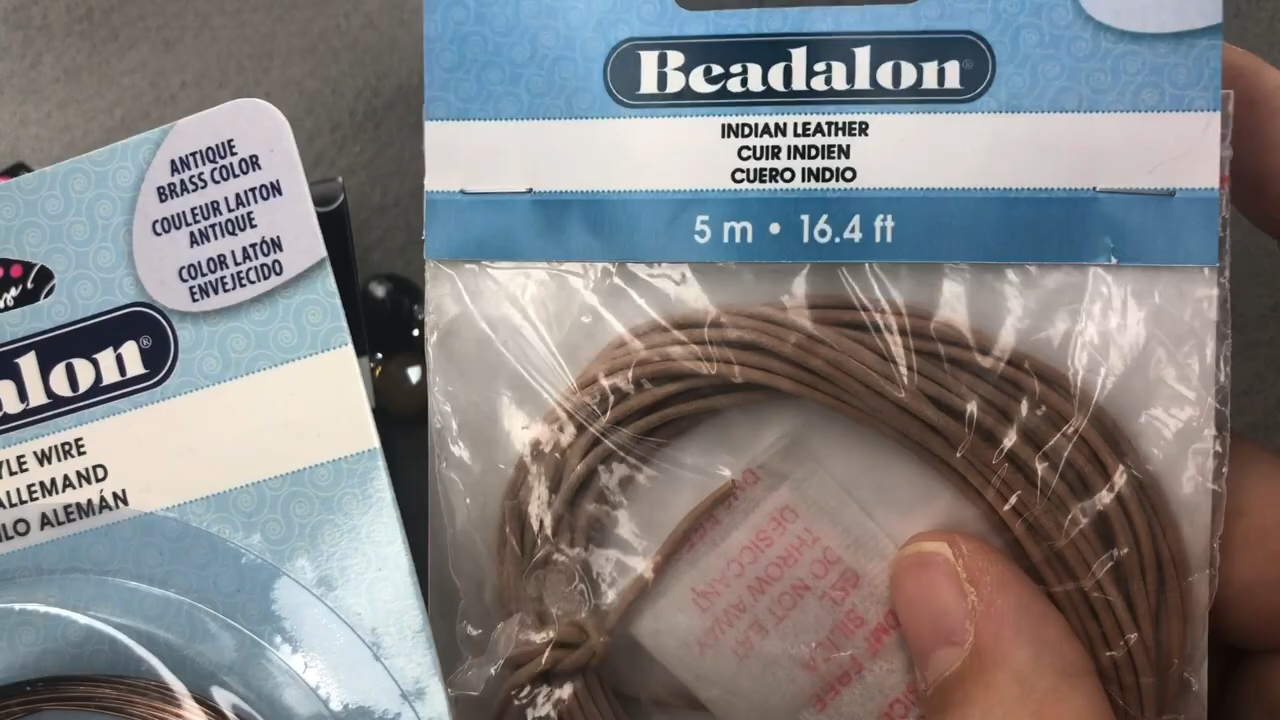 ANTIQUE
BRASS COLOR
COULEUR LAITON
ANTIQUE
COLOR LATÓN
ENVEJECIDO
alon®
YLE WIRE
ALLEMAND
ILO ALEMÁN
Beadalon®
INDIAN LEATHER
CUIR INDIEN
CUERO INDIO
5 m • 16.4 ft
DESICCANT
THROW AWAY
DO NOT EAT